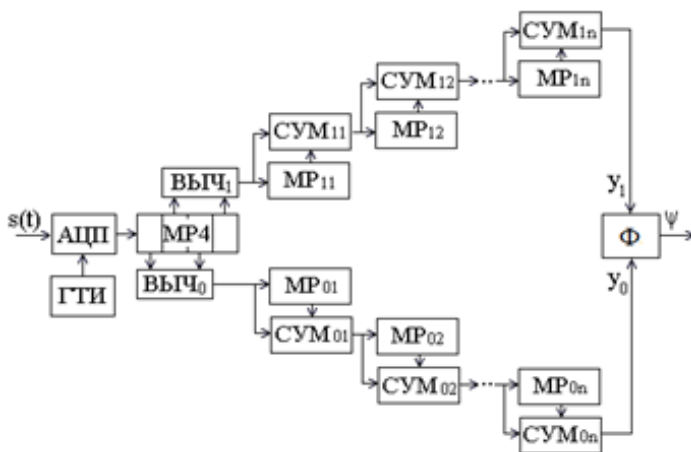 СУМ1n
СУМ12
МР1n
СУМ11
МР12
ВЫЧ1
МР11
y1
s(t)
АЦП
МР4
Ф
ψ
ГТИ
ВЫЧ0
МР01
y0
СУМ01
МР02
СУМ02
МР0n
СУМ0n